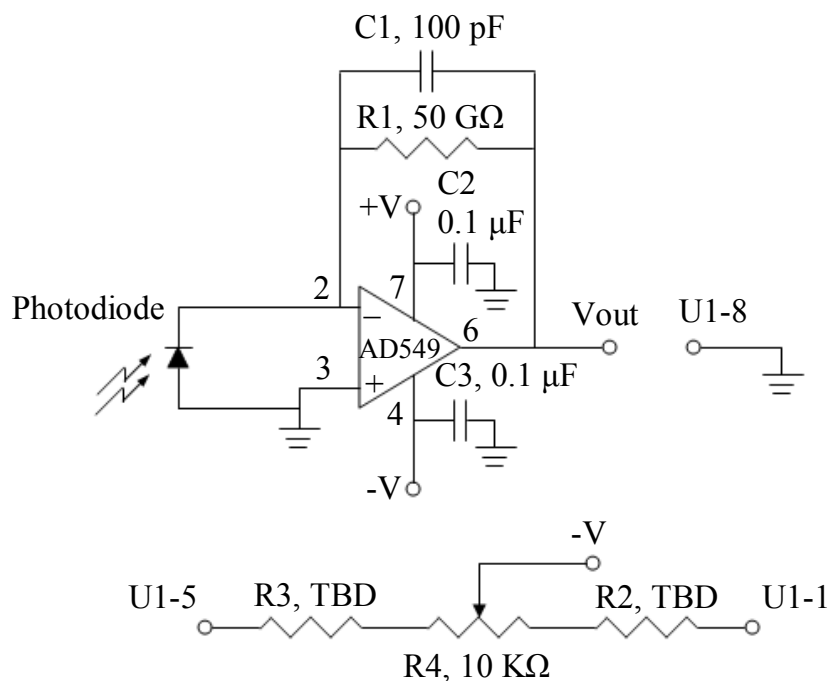 C1, 100 pF
R1, 50 GΩ
C2
+V
0.1 µF
Photodiode
2
7
−
AD549
6
Vout
U1-8
3
+
C3, 0.1 µF
4
-V
-V
U1-5
R3, TBD
R2, TBD
U1-1
R4, 10 KΩ